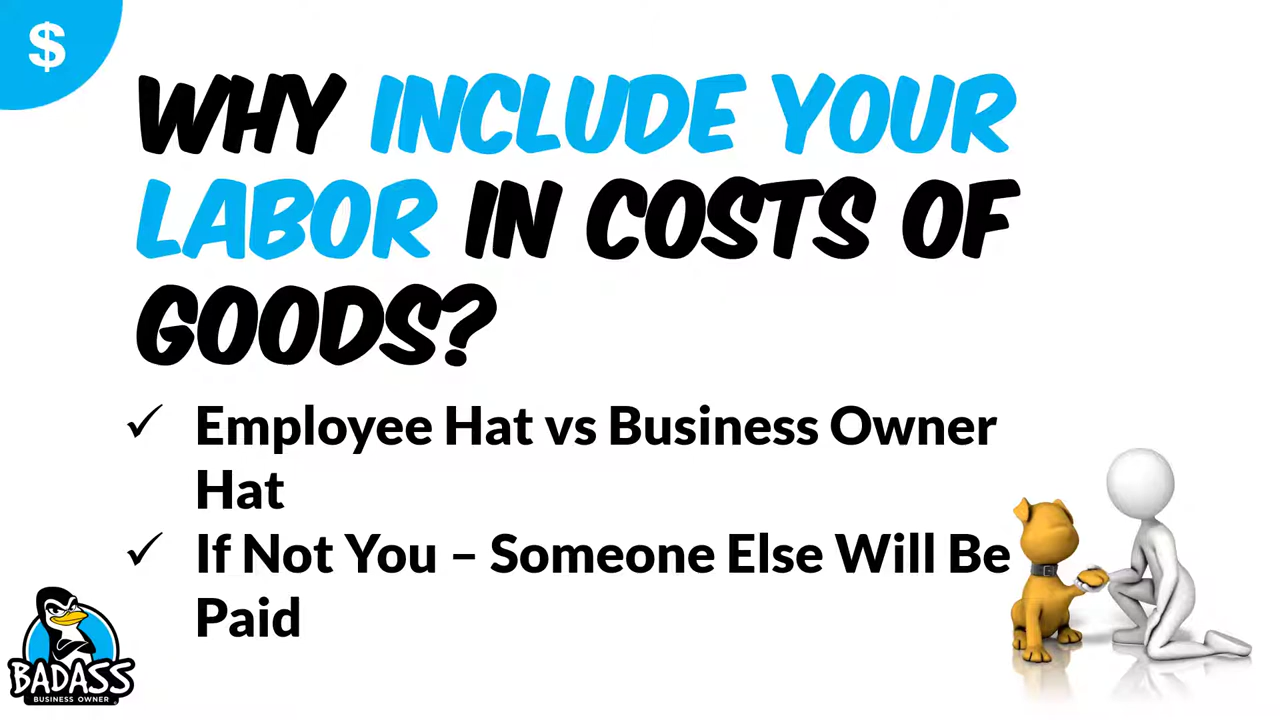 $
WHY INCLUDE YOUR
LABOR IN COSTS OF
GOODS?
✓ Employee Hat vs Business Owner
Hat
✓ If Not You – Someone Else Will Be
Paid
BADASS
BUSINESS OWNER